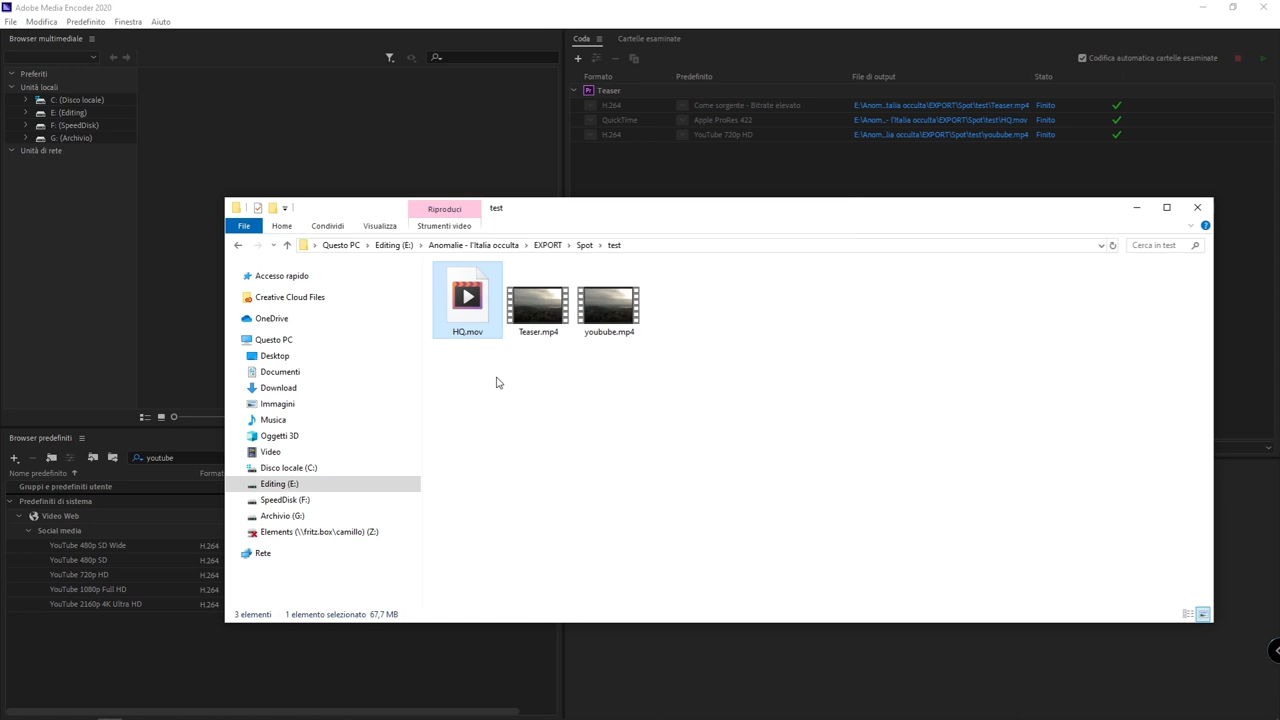 Adobe Media Encoder 2020
File Modifica Predefinito Finestra Aiuto
Browser multimediale
Preferiti
Unità locali
C: (Disco locale)
E: (Editing)
F: (SpeedDisk)
G: (Archivio)
Unità di rete
Coda Cartelle esaminate
Codifica automatica cartelle esaminate
Formato Predefinito File di output Stato
Pr Teaser
H.264 Come sorgente - Bitrate elevato E:\Anom...talia occulta\EXPORT\Spot\test\Teaser.mp4 Finito
QuickTime Apple ProRes 422 E:\Anom...- l'Italia occulta\EXPORT\Spot\test\HQ.mov Finito
H.264 YouTube 720p HD E:\Anom...lia occulta\EXPORT\Spot\test\youbube.mp4 Finito
Riproduci test
File Home Condividi Visualizza Strumenti video
Questo PC Editing (E:) Anomalie - l'Italia occulta EXPORT Spot test
Cerca in test
Accesso rapido
Creative Cloud Files
OneDrive
Questo PC
Desktop
Documenti
Download
Immagini
Musica
Oggetti 3D
Video
Disco locale (C:)
Editing (E:)
SpeedDisk (F:)
Archivio (G:)
Elements (\\fritz.box\camillo) (Z:)
Rete
HQ.mov Teaser.mp4 youbube.mp4
3 elementi 1 elemento selezionato 67,7 MB
Browser predefiniti
youtube
Nome predefinito Format
Gruppi e predefiniti utente
Predefiniti di sistema
Video Web
Social media
YouTube 480p SD Wide H.264
YouTube 480p SD H.264
YouTube 720p HD H.264
YouTube 1080p Full HD H.264
YouTube 2160p 4K Ultra HD H.264